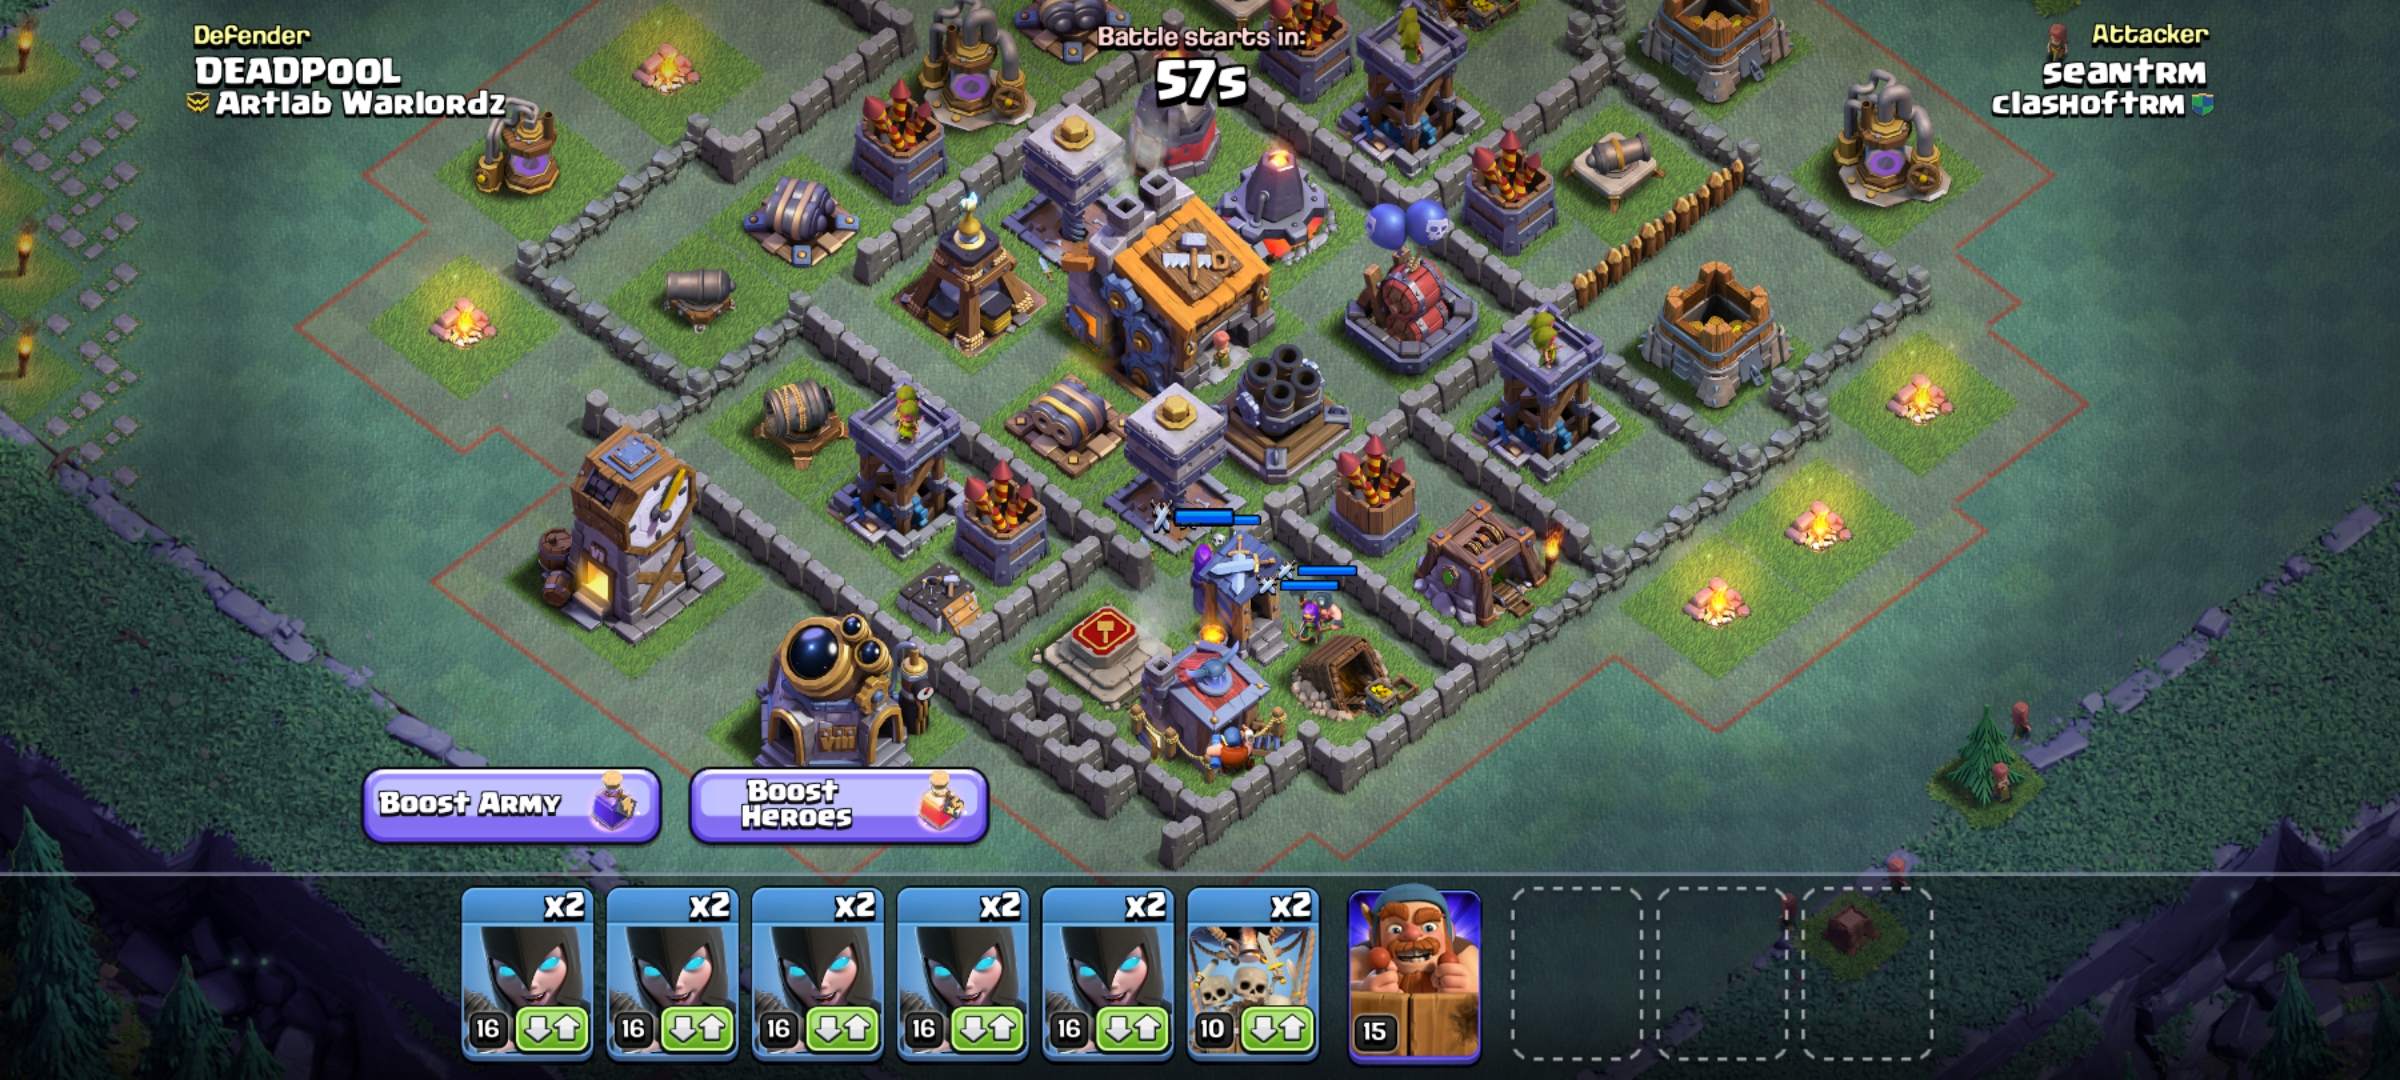 Defender
DEADPOOL
Artlab Warlordz
Battle starts in:
57s
Attacker
seantRM
clashoftRM
VIII
Boost Army
Boost
Heroes
x2
x2
x2
x2
x2
x2
16
16
16
16
16
10
15